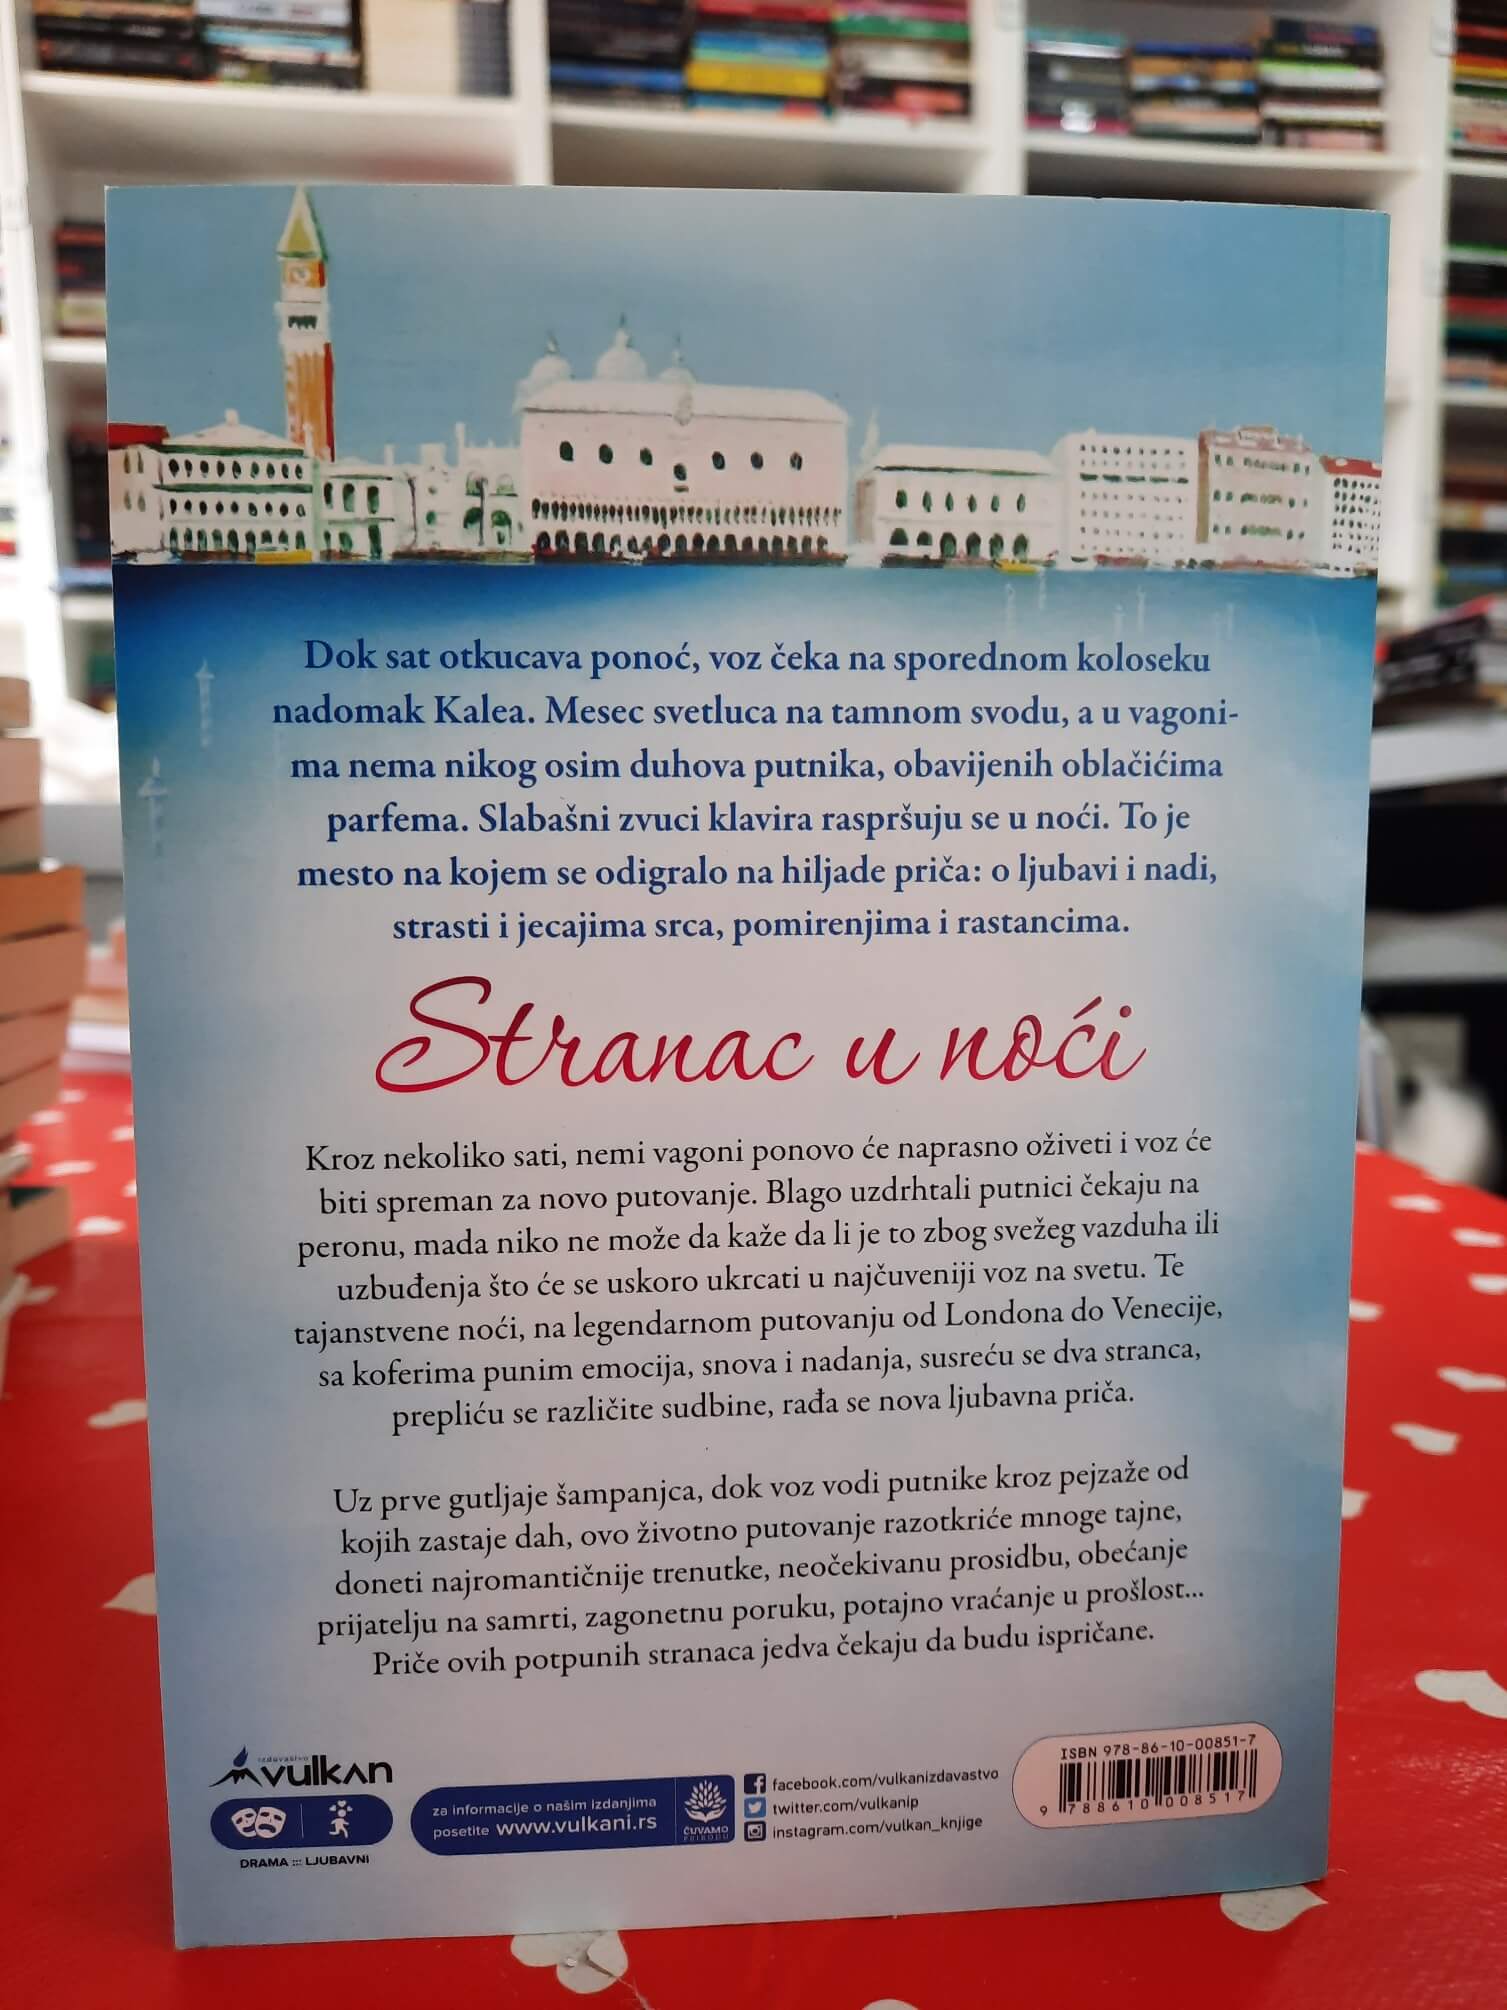 Dok sat otkucava ponoć, voz čeka na sporednom koloseku
nadomak Kalea. Mesec svetluca na tamnom svodu, a u vagoni-
ma nema nikog osim duhova putnika, obavijenih oblačićima
parfema. Slabašni zvuci klavira raspršuju se u noći. To je
mesto na kojem se odigralo na hiljade priča: o ljubavi i nadi,
strasti i jecajima srca, pomirenjima i rastancima.
Stranac u noći
Kroz nekoliko sati, nemi vagoni ponovo će naprasno oživeti i voz će
biti spreman za novo putovanje. Blago uzdrhtali putnici čekaju na
peronu, mada niko ne može da kaže da li je to zbog svežeg vazduha ili
uzbuđenja što će se uskoro ukrcati u najčuveniji voz na svetu. Te
tajanstvene noći, na legendarnom putovanju od Londona do Venecije,
sa koferima punim emocija, snova i nadanja, susreću se dva stranca,
prepliću se različite sudbine, rađa se nova ljubavna priča.
Uz prve gutljaje šampanjca, dok voz vodi putnike kroz pejzaže od
kojih zastaje dah, ovo životno putovanje razotkriće mnoge tajne,
doneti najromantičnije trenutke, neočekivanu prosidbu, obećanje
prijatelju na samrti, zagonetnu poruku, potajno vraćanje u prošlost...
Priče ovih potpunih stranaca jedva čekaju da budu ispričane.
izdavaštvo
vulkan
DRAMA ::: LJUBAVNI
za informacije o našim izdanjima
posetite www.vulkani.rs
ČUVAMO
PRIRODU
facebook.com/vulkanizdavastvo
twitter.com/vulkanip
instagram.com/vulkan_knjige
ISBN 978-86-10-00851-7
9 788610 008517